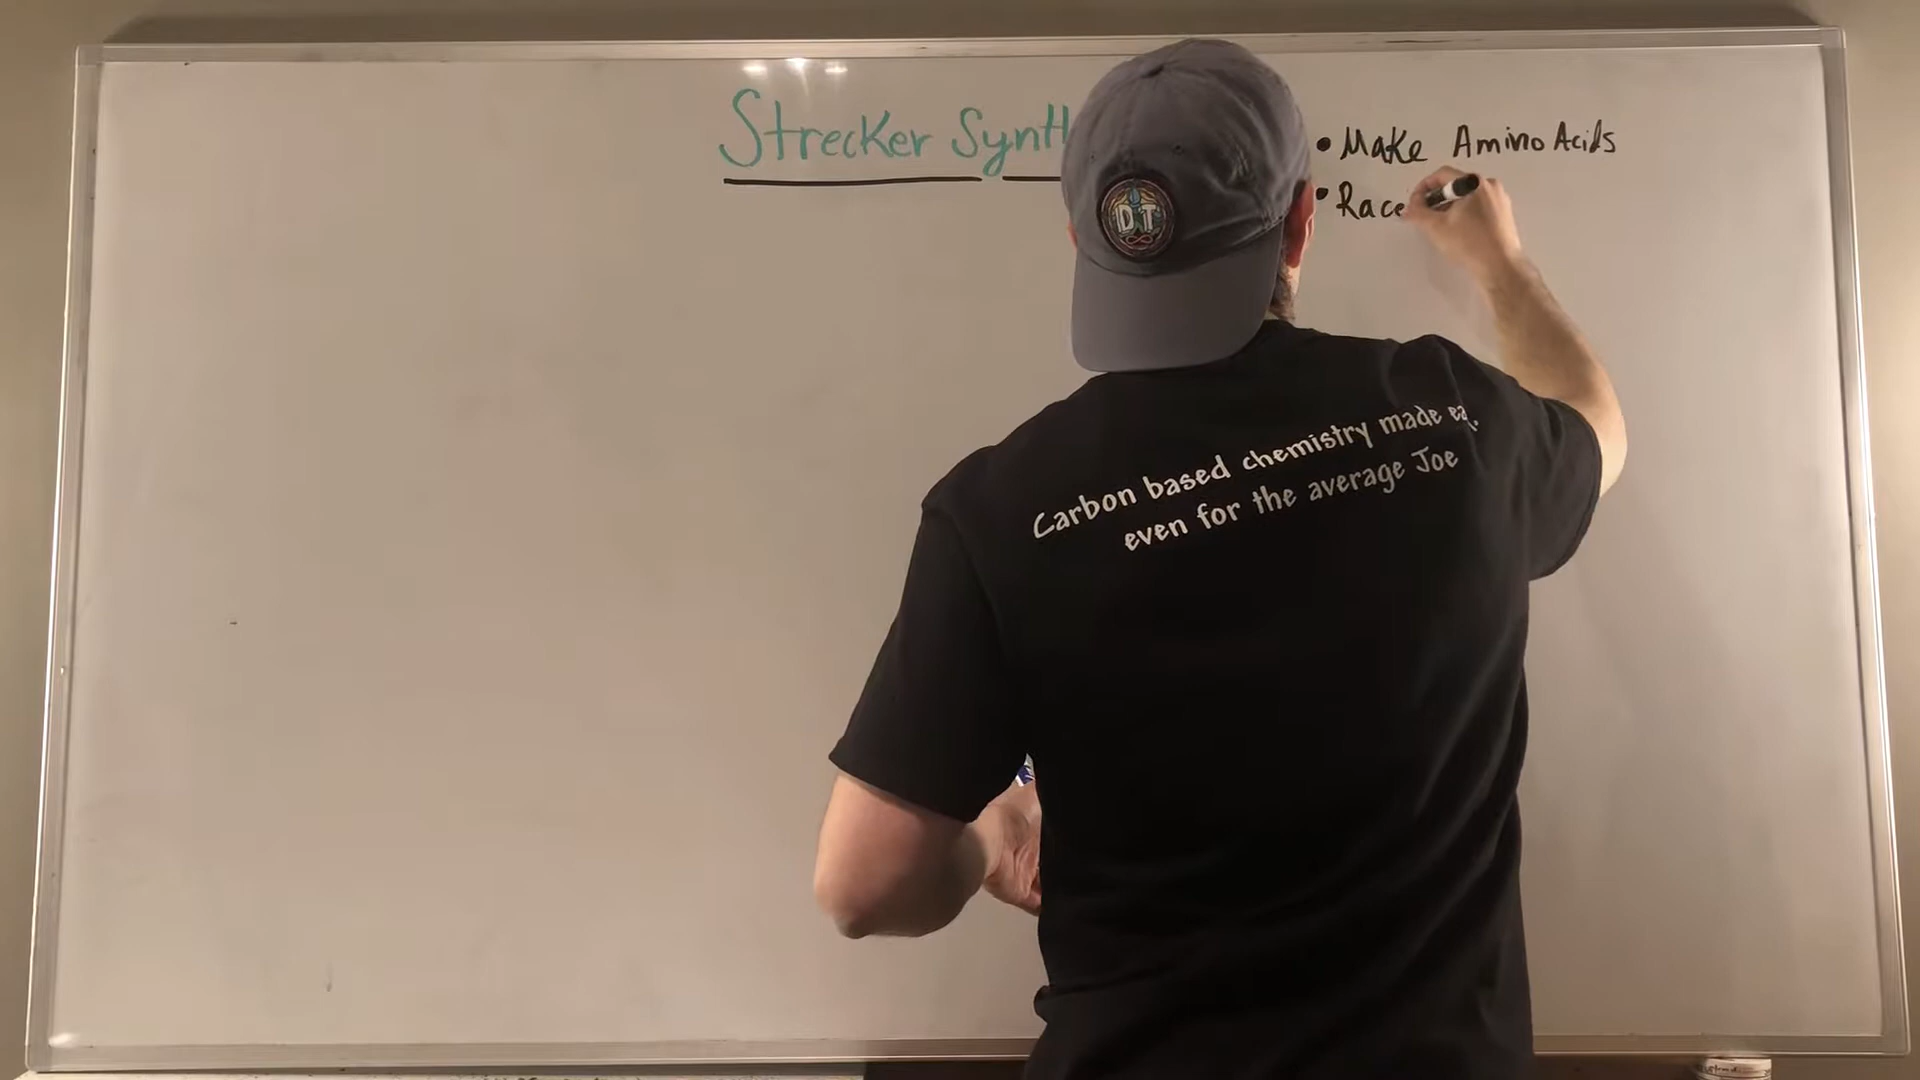 Strecker Synth
• Make Amino Acids
• Race
DT
Carbon based chemistry made ea
even for the average Joe